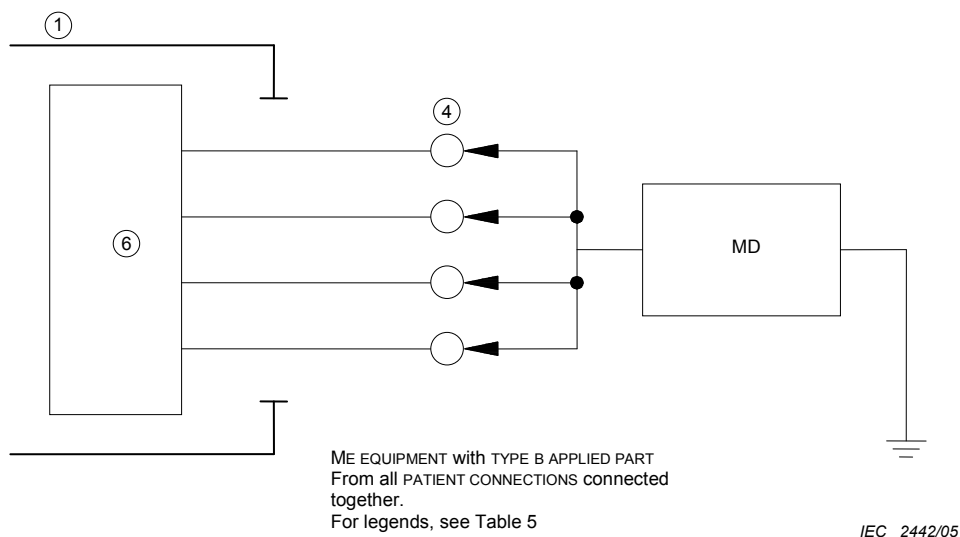 1
4
6
MD
ME EQUIPMENT with TYPE B APPLIED PART
From all PATIENT CONNECTIONS connected
together.
For legends, see Table 5
IEC 2442/05